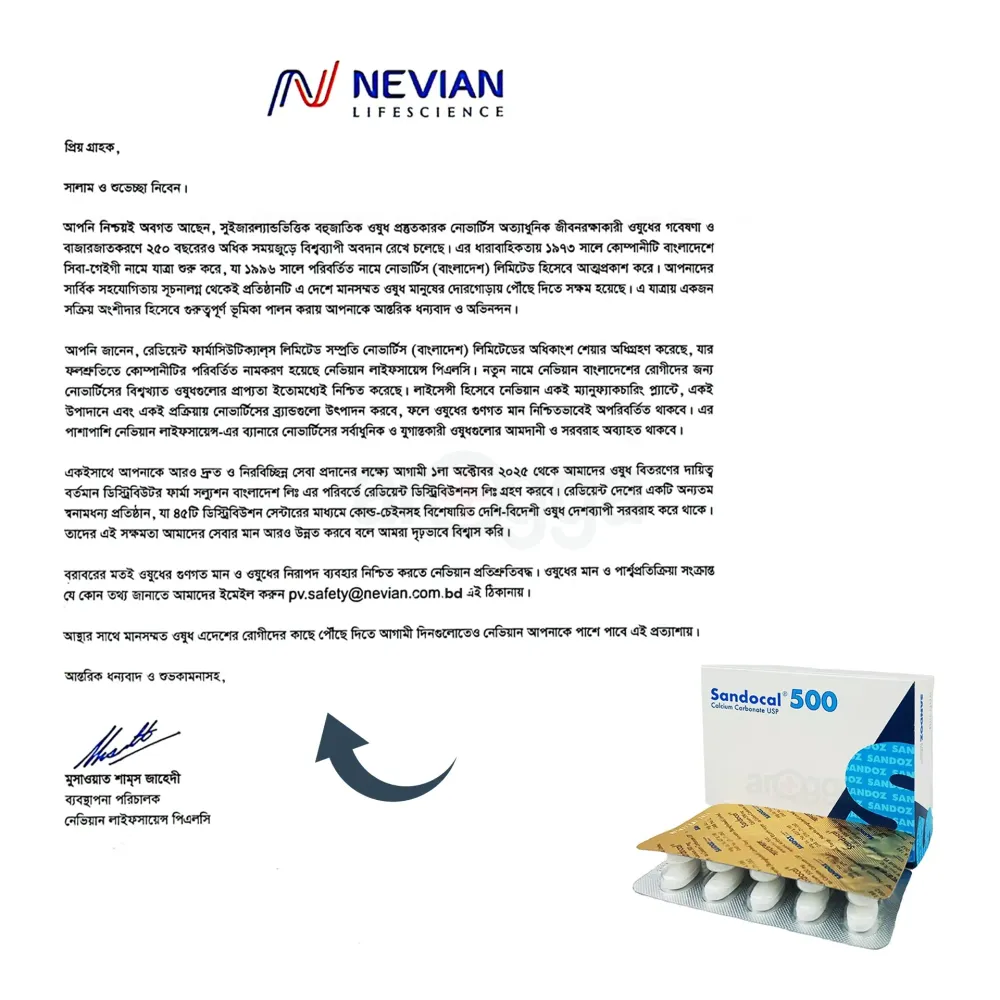 NEVIAN
LIFESCIENCE
প্রিয় গ্রাহক,
সালাম ও শুভেচ্ছা নিবেন।
আপনি নিশ্চয়ই অবগত আছেন, সুইজারল্যান্ডভিত্তিক বহুজাতিক ওষুধ প্রস্তুতকারক নোভার্টিস অত্যাধুনিক জীবনরক্ষাকারী ওষুধের গবেষণা ও
বাজারজাতকরণে ২৫০ বছরেরও অধিক সময়জুড়ে বিশ্বব্যাপী অবদান রেখে চলেছে। এর ধারাবাহিকতায় ১৯৭৩ সালে কোম্পানীটি বাংলাদেশে
সিবা-গেইগী নামে যাত্রা শুরু করে, যা ১৯৯৬ সালে পরিবর্তিত নামে নোভার্টিস (বাংলাদেশ) লিমিটেড হিসেবে আত্মপ্রকাশ করে। আপনাদের
সার্বিক সহযোগিতায় সূচনালগ্ন থেকেই প্রতিষ্ঠানটি এ দেশে মানসম্মত ওষুধ মানুষের দোরগোড়ায় পৌঁছে দিতে সক্ষম হয়েছে। এ যাত্রায় একজন
সক্রিয় অংশীদার হিসেবে গুরুত্বপূর্ণ ভূমিকা পালন করায় আপনাকে আন্তরিক ধন্যবাদ ও অভিনন্দন।
আপনি জানেন, রেডিয়েন্ট ফার্মাসিউটিক্যাল্স লিমিটেড সম্প্রতি নোভার্টিস (বাংলাদেশ) লিমিটেডের অধিকাংশ শেয়ার অধিগ্রহণ করেছে, যার
ফলশ্রুতিতে কোম্পানীটির পরিবর্তিত নামকরণ হয়েছে নেভিয়ান লাইফসায়েন্স পিএলসি। নতুন নামে নেভিয়ান বাংলাদেশের রোগীদের জন্য
নোভার্টিসের বিশ্বখ্যাত ওষুধগুলোর প্রাপ্যতা ইতোমধ্যেই নিশ্চিত করেছে। লাইসেন্সী হিসেবে নেভিয়ান একই ম্যানুফ্যাকচারিং প্ল্যান্টে, একই
উপাদানে এবং একই প্রক্রিয়ায় নোভার্টিসের ব্র্যান্ডগুলো উৎপাদন করবে, ফলে ওষুধের গুণগত মান নিশ্চিতভাবেই অপরিবর্তিত থাকবে। এর
পাশাপাশি নেভিয়ান লাইফসায়েন্স-এর ব্যানারে নোভার্টিসের সর্বাধুনিক ও যুগান্তকারী ওষুধগুলোর আমদানী ও সরবরাহ অব্যাহত থাকবে।
একইসাথে আপনাকে আরও দ্রুত ও নিরবিচ্ছিন্ন সেবা প্রদানের লক্ষ্যে আগামী ১লা অক্টোবর ২০২৫ থেকে আমাদের ওষুধ বিতরণের দায়িত্ব
বর্তমান ডিস্ট্রিবিউটর ফার্মা সল্যুশন বাংলাদেশ লিঃ এর পরিবর্তে রেডিয়েন্ট ডিস্ট্রিবিউশনস লিঃ গ্রহণ করবে। রেডিয়েন্ট দেশের একটি অন্যতম
স্বনামধন্য প্রতিষ্ঠান, যা ৪৫টি ডিস্ট্রিবিউশন সেন্টারের মাধ্যমে কোল্ড-চেইনসহ বিশেষায়িত দেশি-বিদেশী ওষুধ দেশব্যাপী সরবরাহ করে থাকে।
তাদের এই সক্ষমতা আমাদের সেবার মান আরও উন্নত করবে বলে আমরা দৃঢ়ভাবে বিশ্বাস করি।
বরাবরের মতই ওষুধের গুণগত মান ও ওষুধের নিরাপদ ব্যবহার নিশ্চিত করতে নেভিয়ান প্রতিশ্রুতিবদ্ধ। ওষুধের মান ও পার্শ্বপ্রতিক্রিয়া সংক্রান্ত
যে কোন তথ্য জানাতে আমাদের ইমেইল করুন pv.safety@nevian.com.bd এই ঠিকানায়।
আস্থার সাথে মানসম্মত ওষুধ এদেশের রোগীদের কাছে পৌঁছে দিতে আগামী দিনগুলোতেও নেভিয়ান আপনাকে পাশে পাবে এই প্রত্যাশায়।
আন্তরিক ধন্যবাদ ও শুভকামনাসহ,
মুসাওয়াত শাম্স জাহেদী
ব্যবস্থাপনা পরিচালক
নেভিয়ান লাইফসায়েন্স পিএলসি
Sandocal® 500
Calcium Carbonate USP
SANDOZ